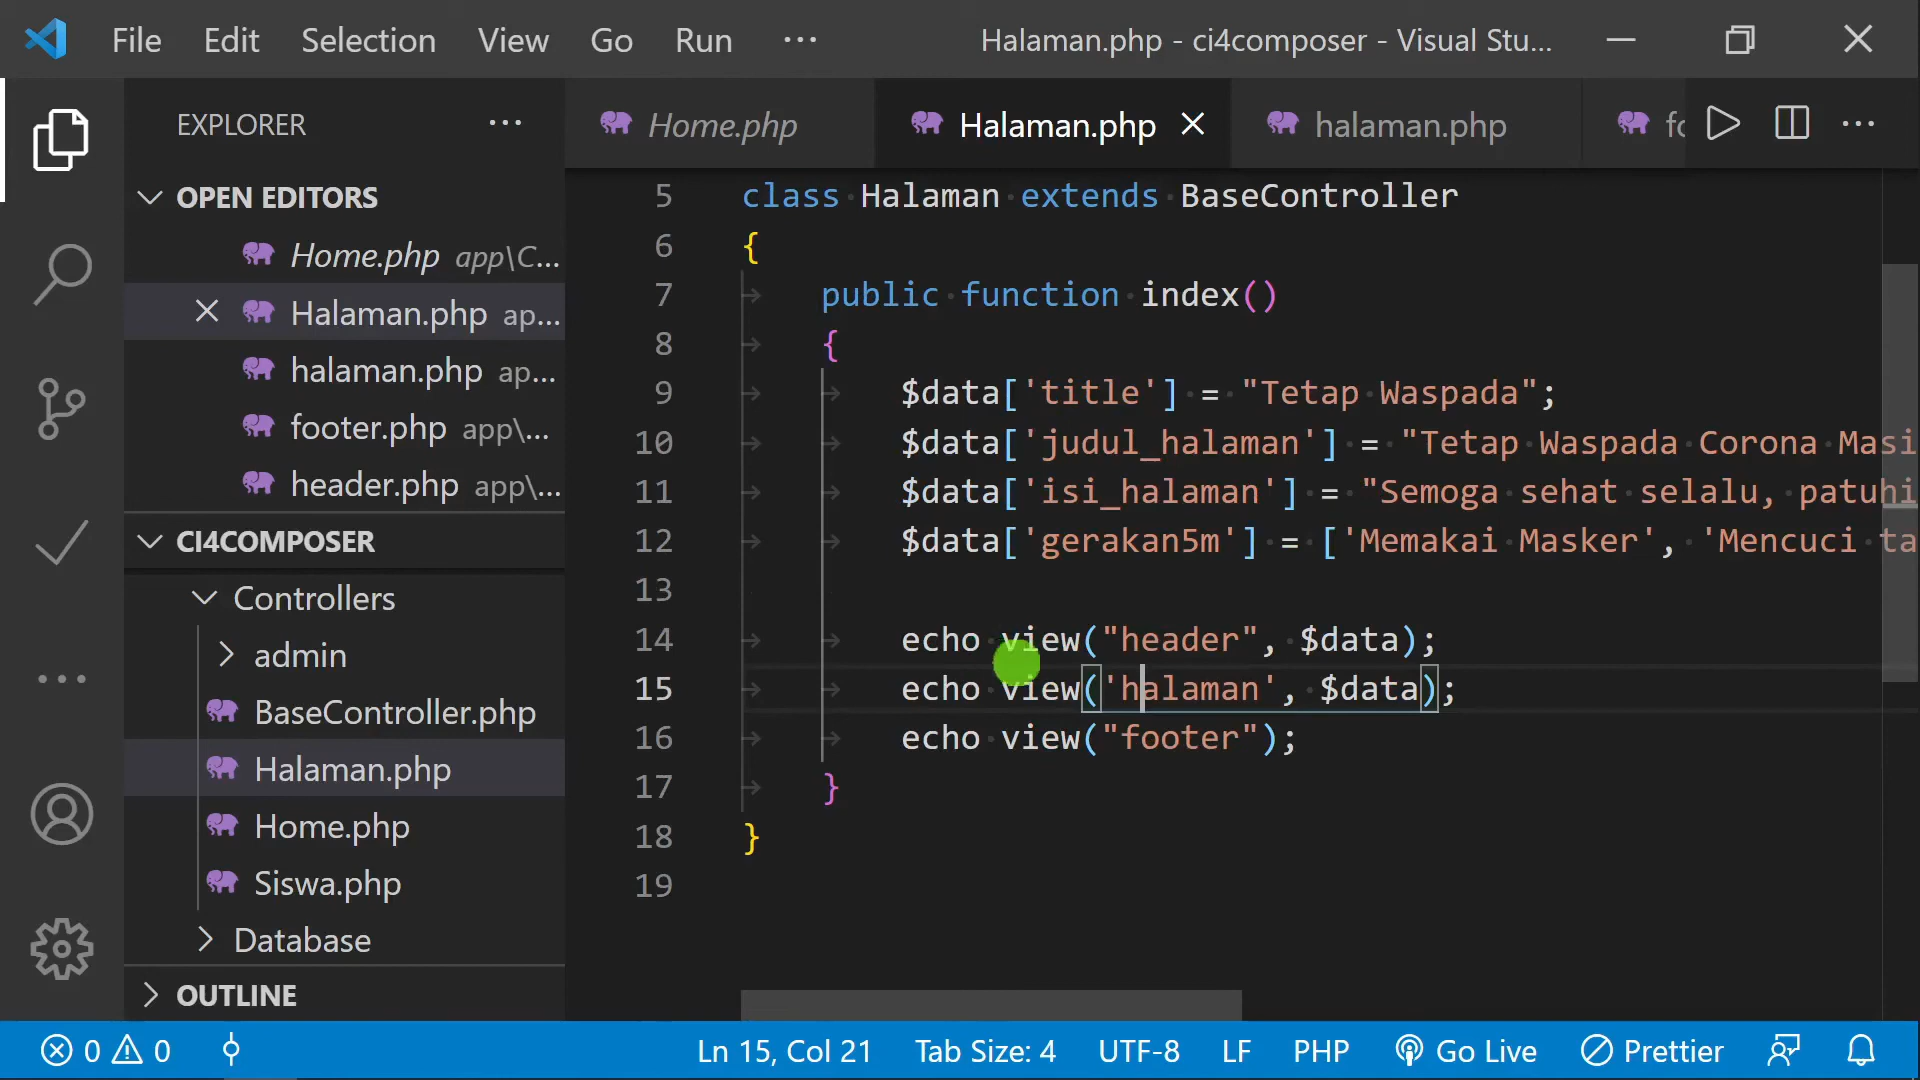 File Edit Selection View Go Run ... Halaman.php - ci4composer - Visual Stu...
EXPLORER ...
Home.php Halaman.php halaman.php
OPEN EDITORS
Home.php app\C...
Halaman.php ap...
halaman.php ap...
footer.php app\...
header.php app\...
CI4COMPOSER
Controllers
admin
BaseController.php
Halaman.php
Home.php
Siswa.php
Database
OUTLINE
5 class Halaman extends BaseController
6 {
7 public function index()
8 {
9 $data['title'] = "Tetap Waspada";
10 $data['judul_halaman'] = "Tetap Waspada Corona Masi
11 $data['isi_halaman'] = "Semoga sehat selalu, patuhi
12 $data['gerakan5m'] = ['Memakai Masker', 'Mencuci ta
13
14 echo view("header", $data);
15 echo view('halaman', $data);
16 echo view("footer");
17 }
18 }
19
0 0 Ln 15, Col 21 Tab Size: 4 UTF-8 LF PHP Go Live Prettier